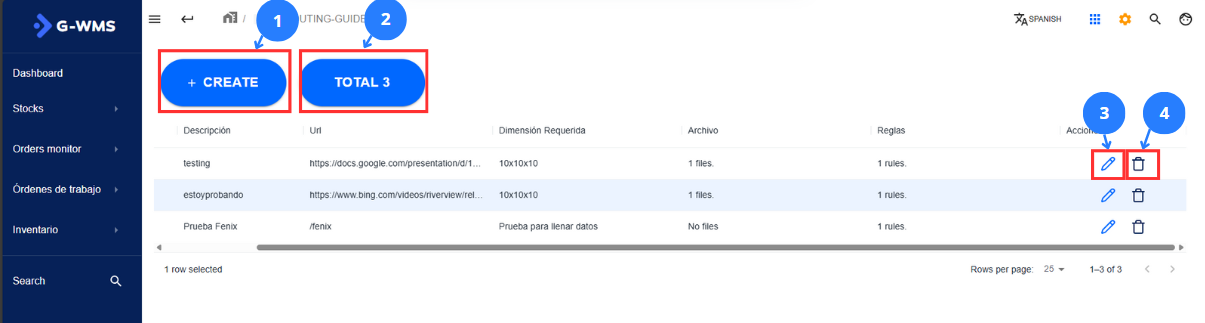 G-WMS
/ UTING-GUIDE
1
2
SPANISH
+ CREATE
TOTAL 3
3
4
Dashboard
Stocks
Orders monitor
Órdenes de trabajo
Inventario
Search
Descripción Url Dimensión Requerida Archivo Reglas Accion
testing https://docs.google.com/presentation/d/1... 10x10x10 1 files. 1 rules.
estoyprobando https://www.bing.com/videos/riverview/rel... 10x10x10 1 files. 1 rules.
Prueba Fenix /fenix Prueba para llenar datos No files 1 rules.
1 row selected Rows per page: 25 1–3 of 3